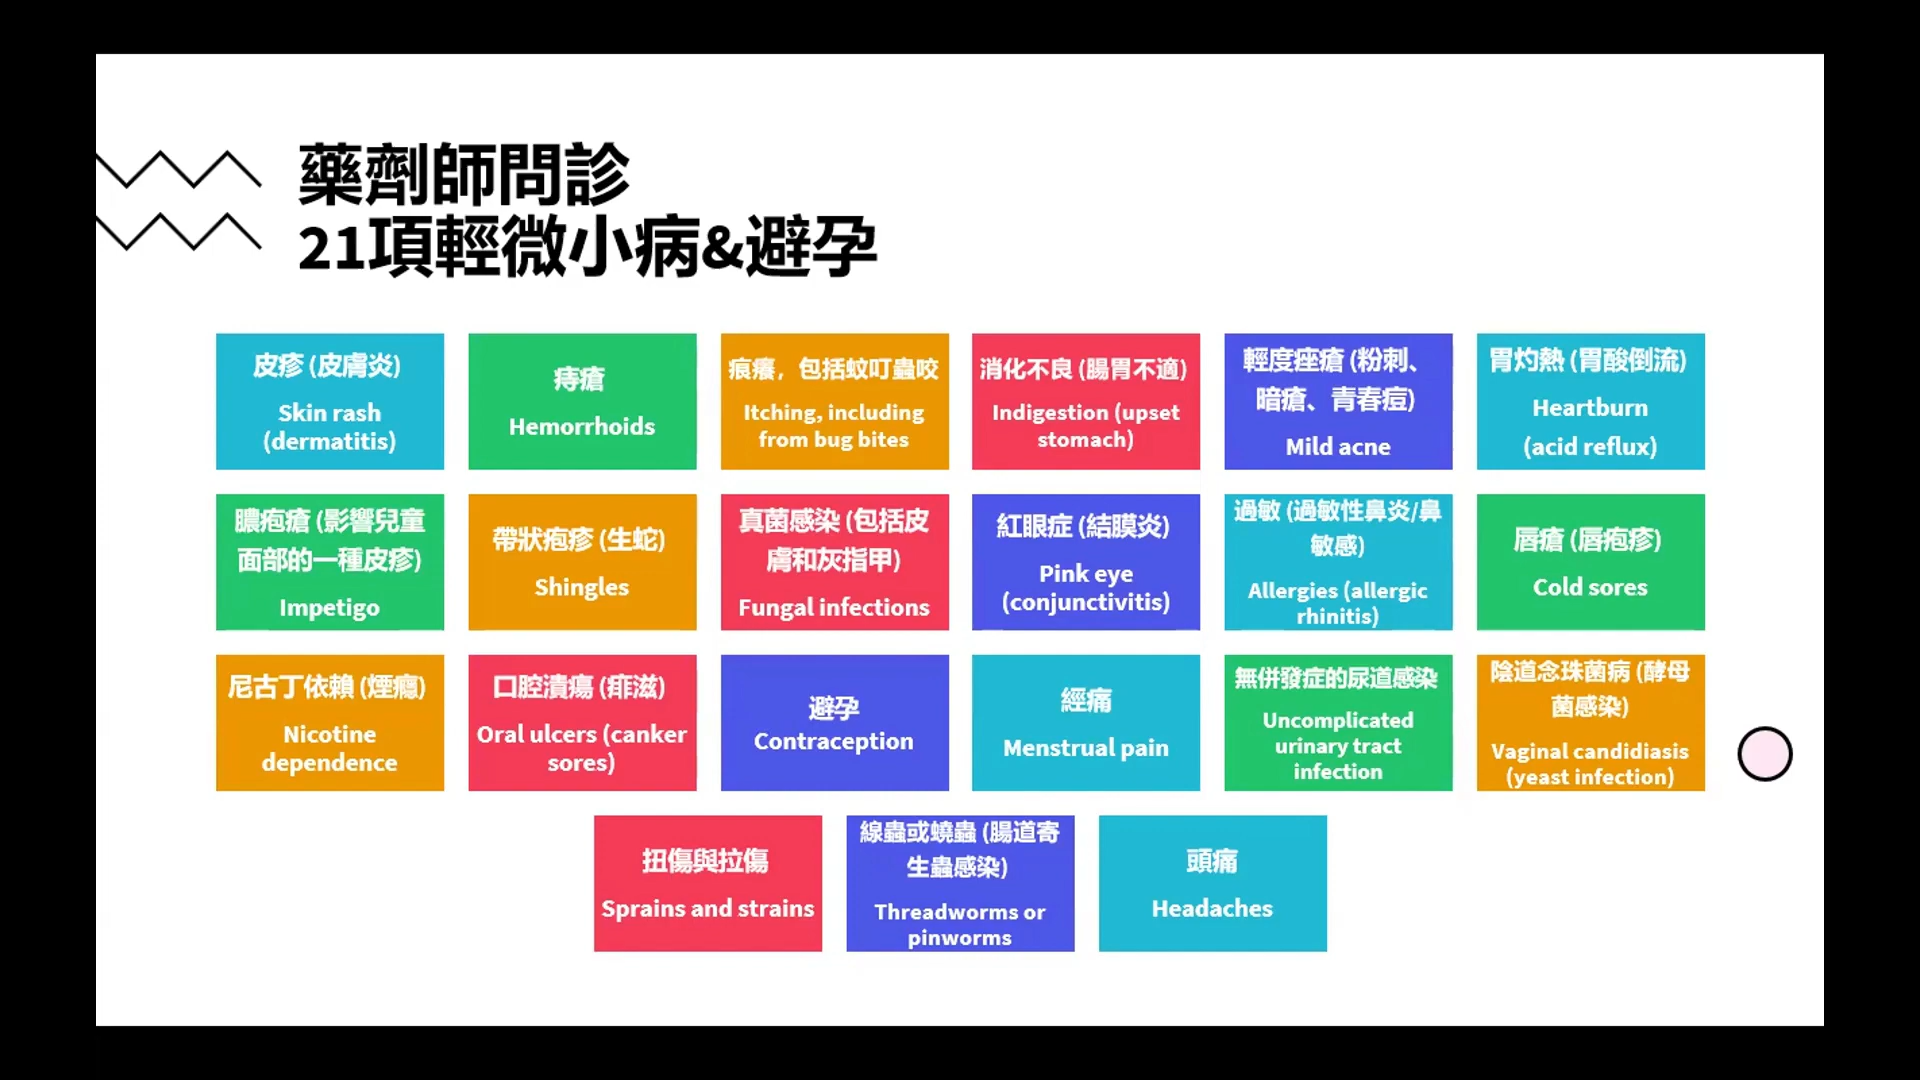 藥劑師問診
21項輕微小病&避孕
皮疹 (皮膚炎)
Skin rash
(dermatitis)
痔瘡
Hemorrhoids
痕癢，包括蚊叮蟲咬
Itching, including
from bug bites
消化不良 (腸胃不適)
Indigestion (upset
stomach)
輕度痤瘡 (粉刺、
暗瘡、青春痘)
Mild acne
胃灼熱 (胃酸倒流)
Heartburn
(acid reflux)
膿疱瘡 (影響兒童
面部的一種皮疹)
Impetigo
帶狀疱疹 (生蛇)
Shingles
真菌感染 (包括皮
膚和灰指甲)
Fungal infections
紅眼症 (結膜炎)
Pink eye
(conjunctivitis)
過敏 (過敏性鼻炎/鼻
敏感)
Allergies (allergic
rhinitis)
唇瘡 (唇疱疹)
Cold sores
尼古丁依賴 (煙癮)
Nicotine
dependence
口腔潰瘍 (痱滋)
Oral ulcers (canker
sores)
避孕
Contraception
經痛
Menstrual pain
無併發症的尿道感染
Uncomplicated
urinary tract
infection
陰道念珠菌病 (酵母
菌感染)
Vaginal candidiasis
(yeast infection)
扭傷與拉傷
Sprains and strains
線蟲或蟯蟲 (腸道寄
生蟲感染)
Threadworms or
pinworms
頭痛
Headaches